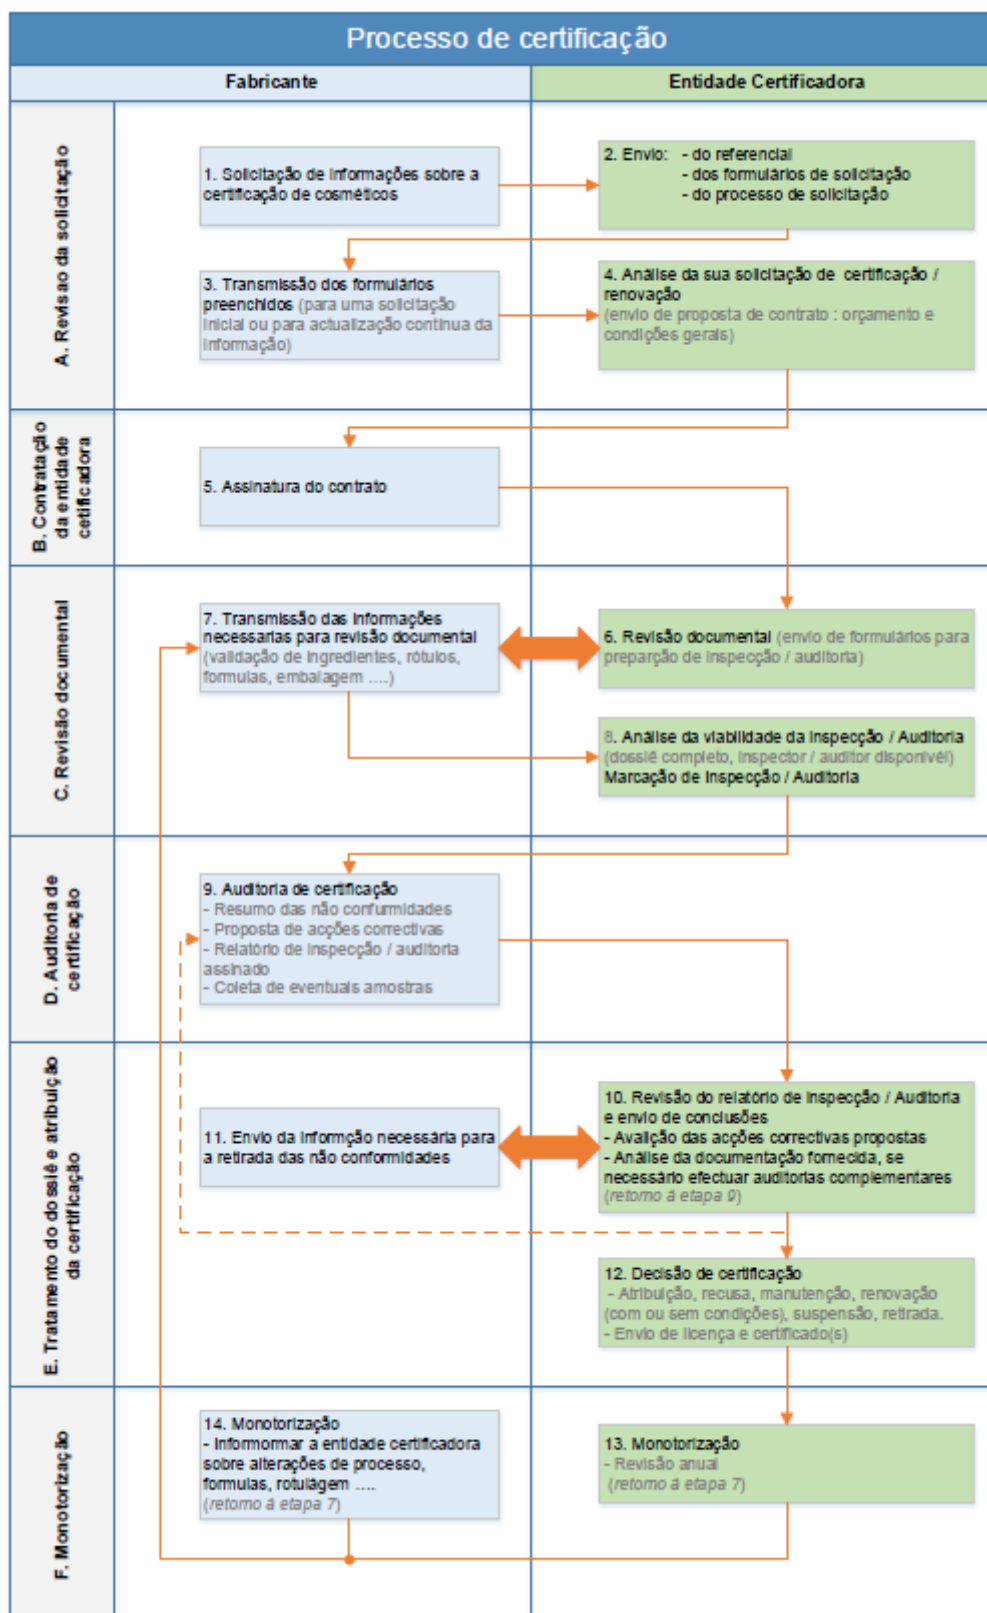 Processo de certificação
Fabricante
Entidade Certificadora
A. Revisao da solicitação
1. Solicitação de informações sobre a
certificação de cosméticos
2. Envio: - do referencial
- dos formulários de solicitação
- do processo de solicitação
3. Transmissão dos formulários
preenchidos (para uma solicitação
inicial ou para actualização continua da
informação)
4. Análise da sua solicitação de certificação /
renovação
(envio de proposta de contrato : orçamento e
condições gerais)
B. Contratação
da entidade
cetificadora
5. Assinatura do contrato
C. Revisão documental
7. Transmissão das informações
necessarias para revisão documental
(validação de ingredientes, rótulos,
formulas, embalagem ....)
6. Revisão documental (envio de formulários para
preparção de inspecção / auditoria)
8. Análise da viabilidade da inspecção / Auditoria
(dossiê completo, inspector / auditor disponivél)
Marcação de inspecção / Auditoria
D. Auditoria de
certificação
9. Auditoria de certificação
- Resumo das não confurmidades
- Proposta de acções correctivas
- Relatório de inspecção / auditoria
assinado
- Coleta de eventuais amostras
E. Tratamento do dossiê e atribuição
da certificação
10. Revisão do relatório de inspecção / Auditoria
e envio de conclusões
- Avalição das acções correctivas propostas
- Análise da documentação fornecida, se
necessário efectuar auditorias complementares
(retorno à etapa 9)
11. Envio da informção necessária para
a retirada das não conformidades
12. Decisão de certificação
- Atribuição, recusa, manutenção, renovação
(com ou sem condições), suspensão, retirada.
- Envio de licença e certificado(s)
F. Monotorização
14. Monotorização
- Informormar a entidade certificadora
sobre alterações de processo,
formulas, rotulágem ....
(retorno à etapa 7)
13. Monotorização
- Revisão anual
(retorno à etapa 7)